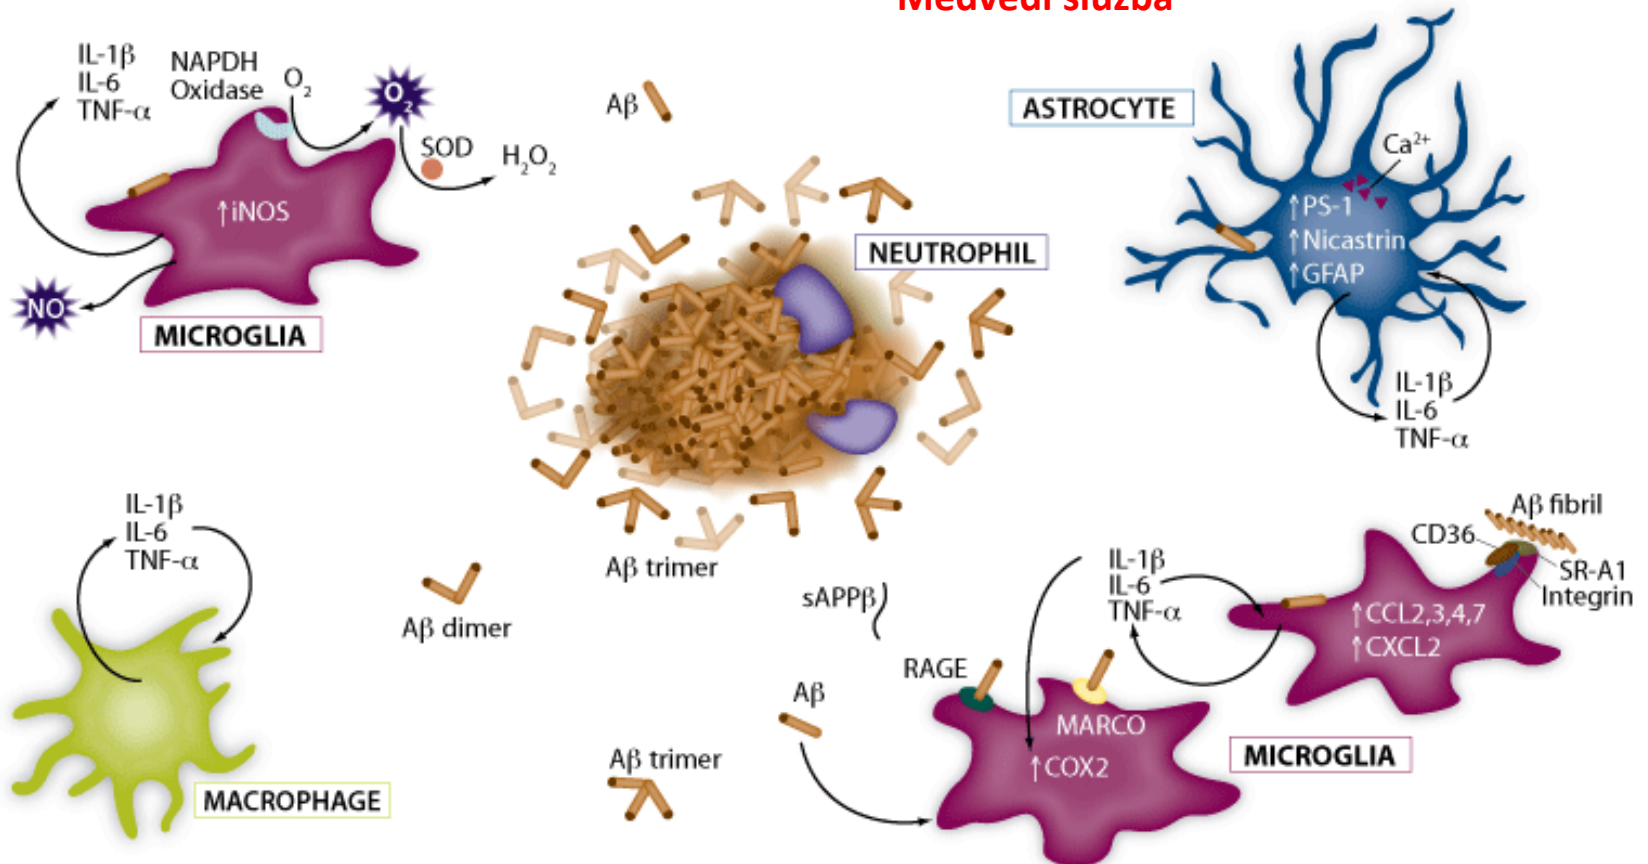 Medvědí služba
IL-1β
IL-6
TNF-α
NAPDH
Oxidase
O2
O2
SOD
H2O2
↑iNOS
NO
MICROGLIA
Aβ
NEUTROPHIL
ASTROCYTE
Ca2+
↑PS-1
↑Nicastrin
↑GFAP
IL-1β
IL-6
TNF-α
IL-1β
IL-6
TNF-α
MACROPHAGE
Aβ dimer
Aβ trimer
sAPPβ
Aβ
Aβ trimer
RAGE
MARCO
↑COX2
IL-1β
IL-6
TNF-α
Aβ fibril
CD36
SR-A1
Integrin
↑CCL2,3,4,7
↑CXCL2
MICROGLIA